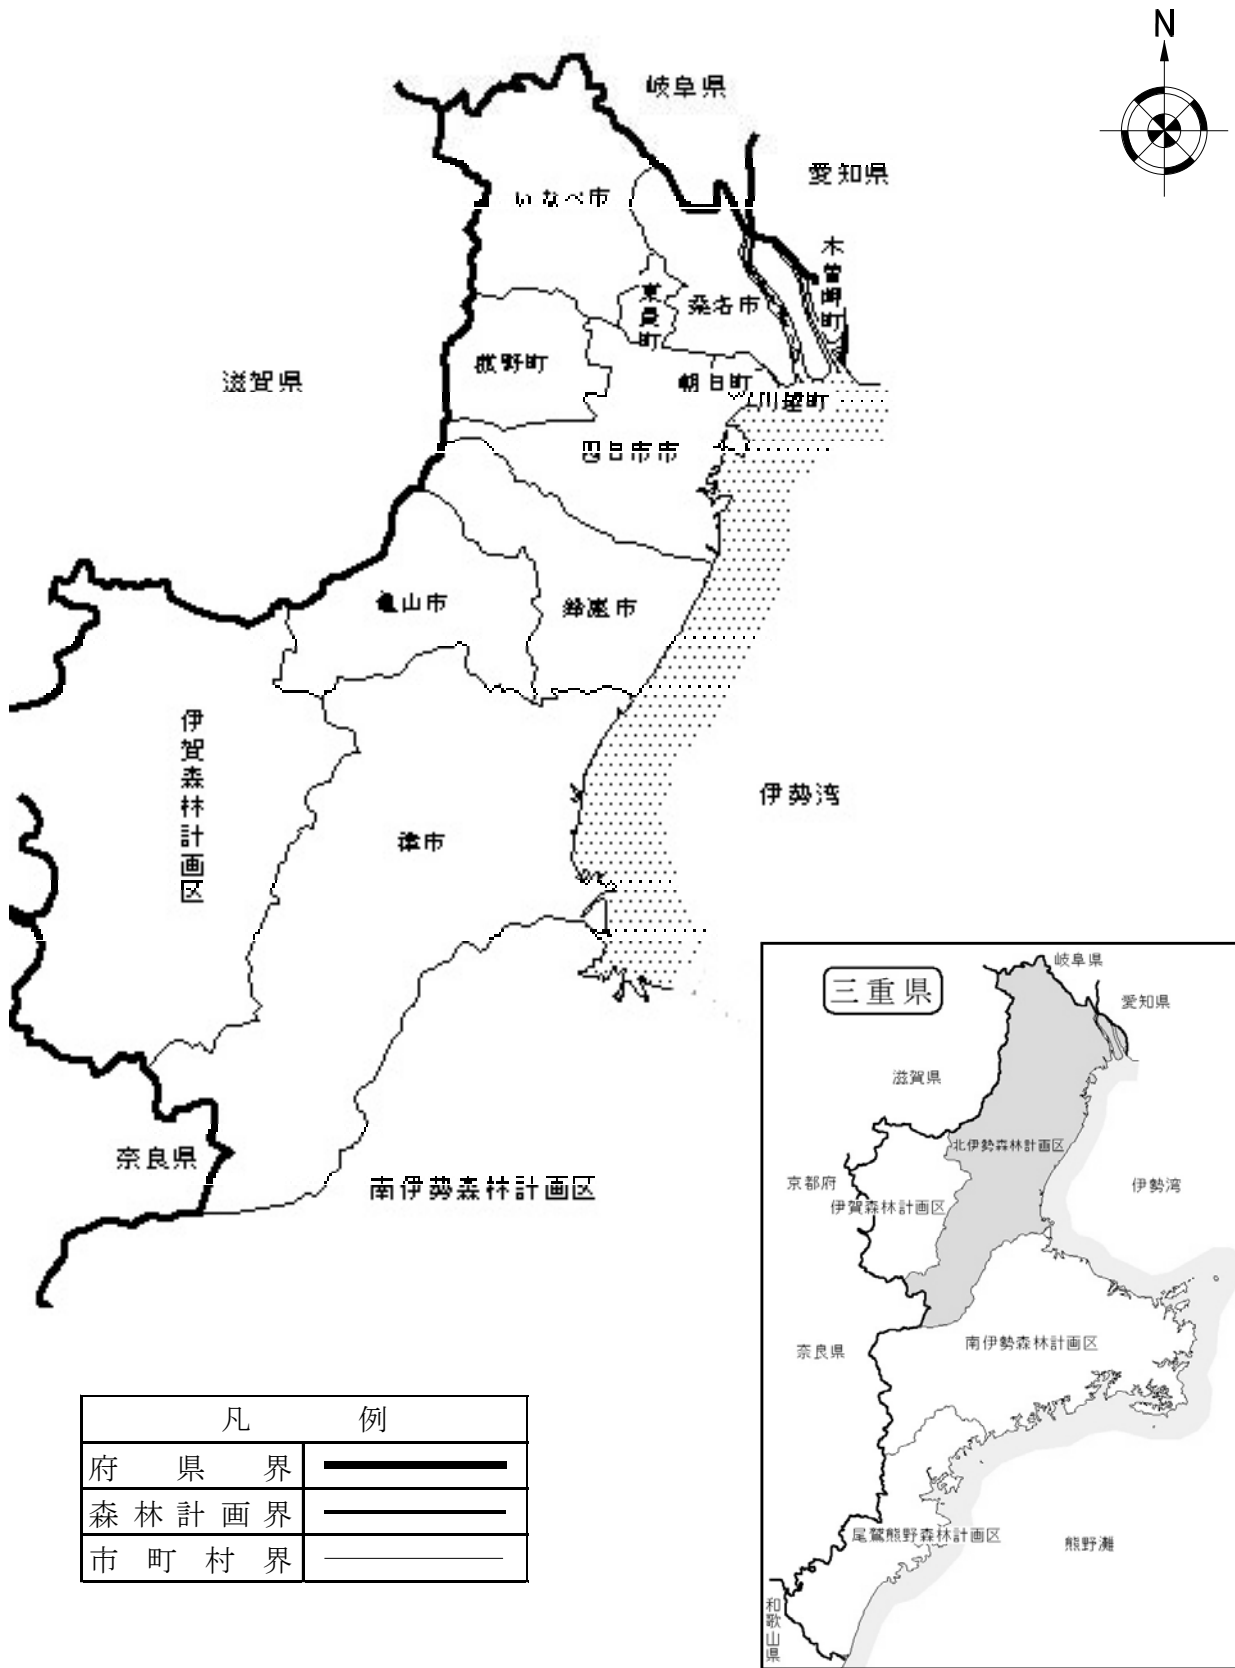 N
岐阜県
愛知県
いなべ市
木曽岬町
東員町
桑名市
菰野町
滋賀県
朝日町
川越町
四日市市
亀山市
鈴鹿市
伊賀森林計画区
伊勢湾
津市
奈良県
南伊勢森林計画区
凡 例
府県界
森林計画界
市町村界
三重県
岐阜県
愛知県
滋賀県
北伊勢森林計画区
京都府
伊賀森林計画区
伊勢湾
奈良県
南伊勢森林計画区
尾鷲熊野森林計画区
熊野灘
和歌山県